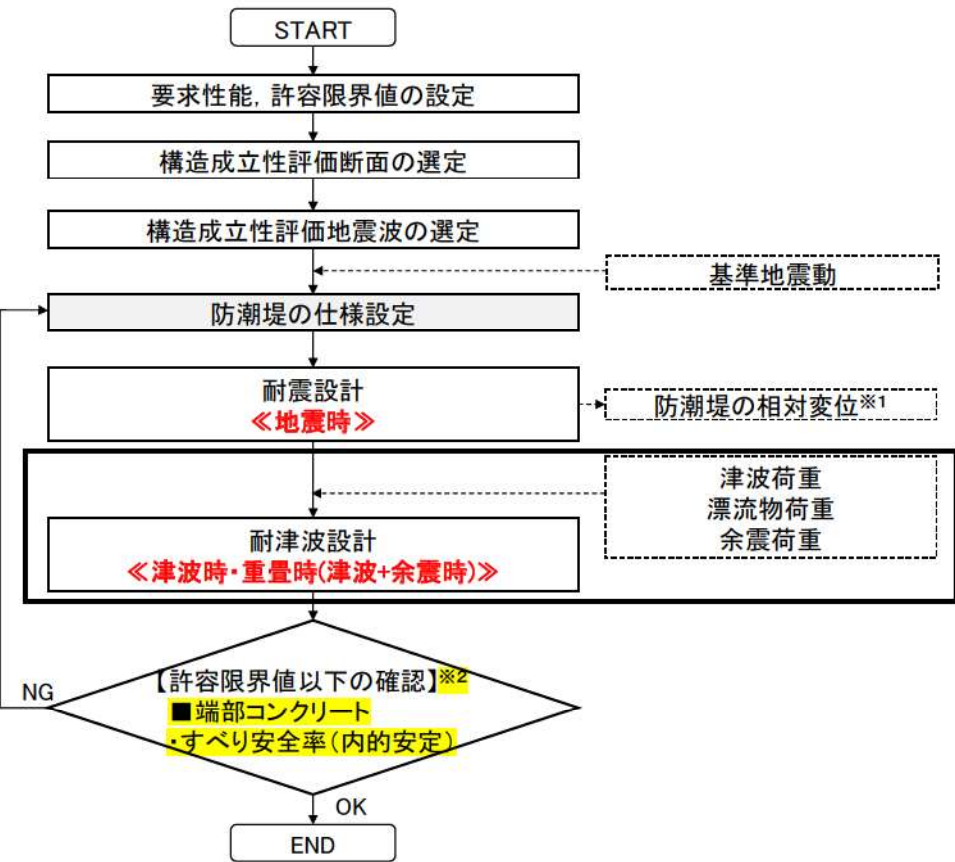 START
要求性能，許容限界値の設定
構造成立性評価断面の選定
構造成立性評価地震波の選定
基準地震動
防潮堤の仕様設定
耐震設計
≪地震時≫
防潮堤の相対変位※1
津波荷重
漂流物荷重
余震荷重
耐津波設計
≪津波時・重畳時(津波+余震時)≫
【許容限界値以下の確認】※2
■端部コンクリート
・すべり安全率（内的安定）
NG
OK
END